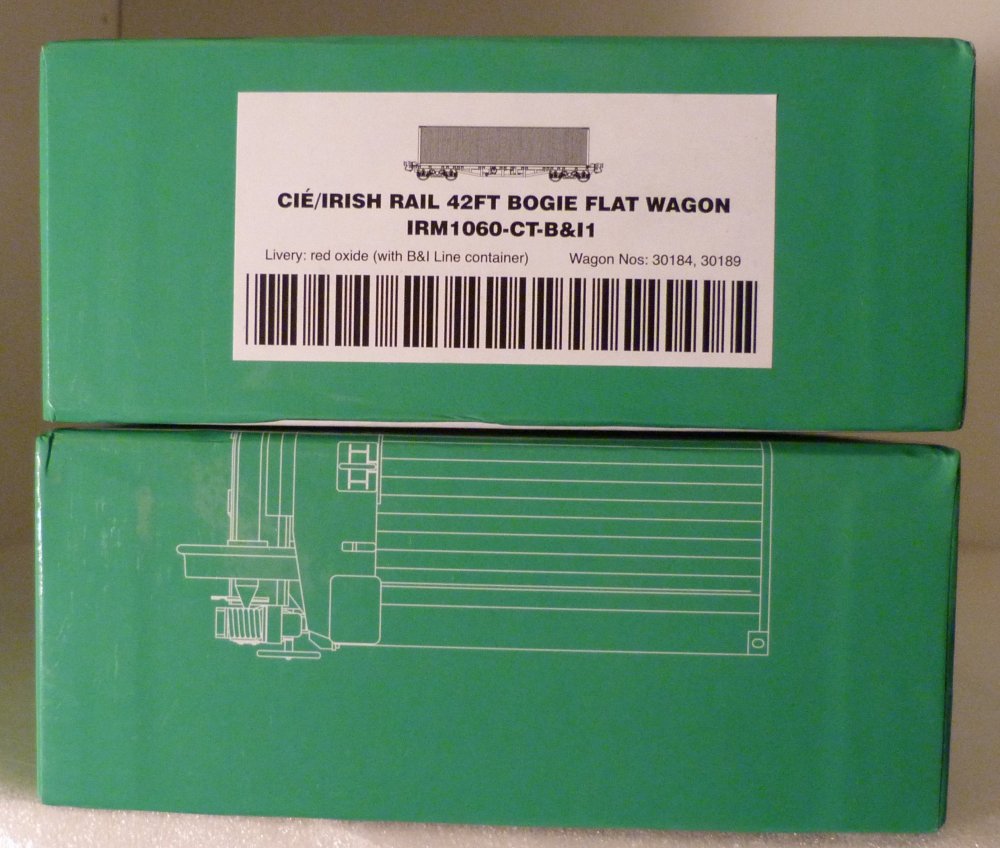 CIÉ/IRISH RAIL 42FT BOGIE FLAT WAGON
IRM1060-CT-B&I1
Livery: red oxide (with B&I Line container) Wagon Nos: 30184, 30189